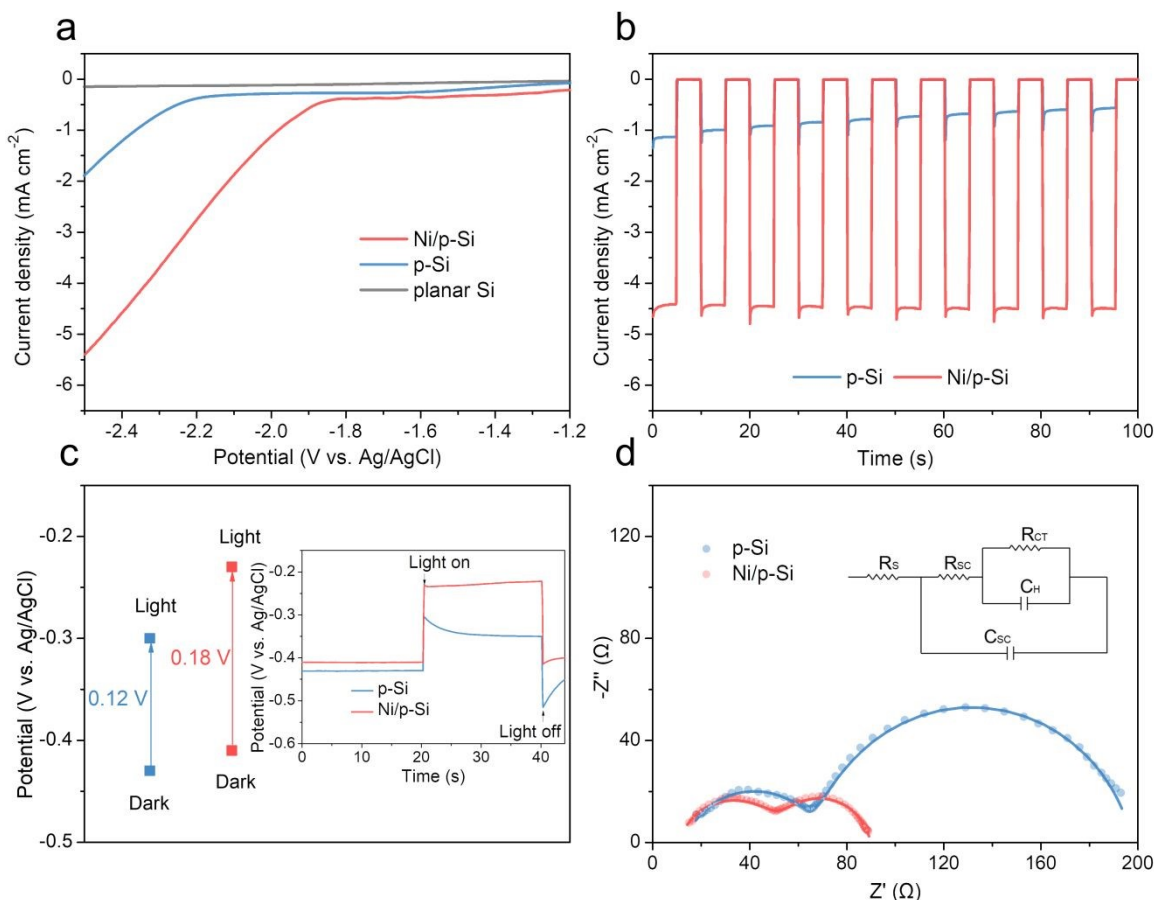 a
Current density (mA cm-2)
0
-1
-2
-3
-4
-5
-6
Ni/p-Si
p-Si
planar Si
-2.4
-2.2
-2.0
-1.8
-1.6
-1.4
-1.2
Potential (V vs. Ag/AgCl)
b
Current density (mA cm-2)
0
-1
-2
-3
-4
-5
-6
p-Si
Ni/p-Si
0
20
40
60
80
100
Time (s)
c
Potential (V vs. Ag/AgCl)
-0.2
-0.3
-0.4
-0.5
Light
Light
0.12 V
0.18 V
Dark
Dark
Potential (V vs. Ag/AgCl)
-0.2
-0.3
-0.4
-0.5
-0.6
Light on
p-Si
Ni/p-Si
Light off
0
10
20
30
40
Time (s)
d
-Z'' (Ω)
120
80
40
0
p-Si
Ni/p-Si
RS
RSC
RCT
CH
CSC
0
40
80
120
160
200
Z' (Ω)